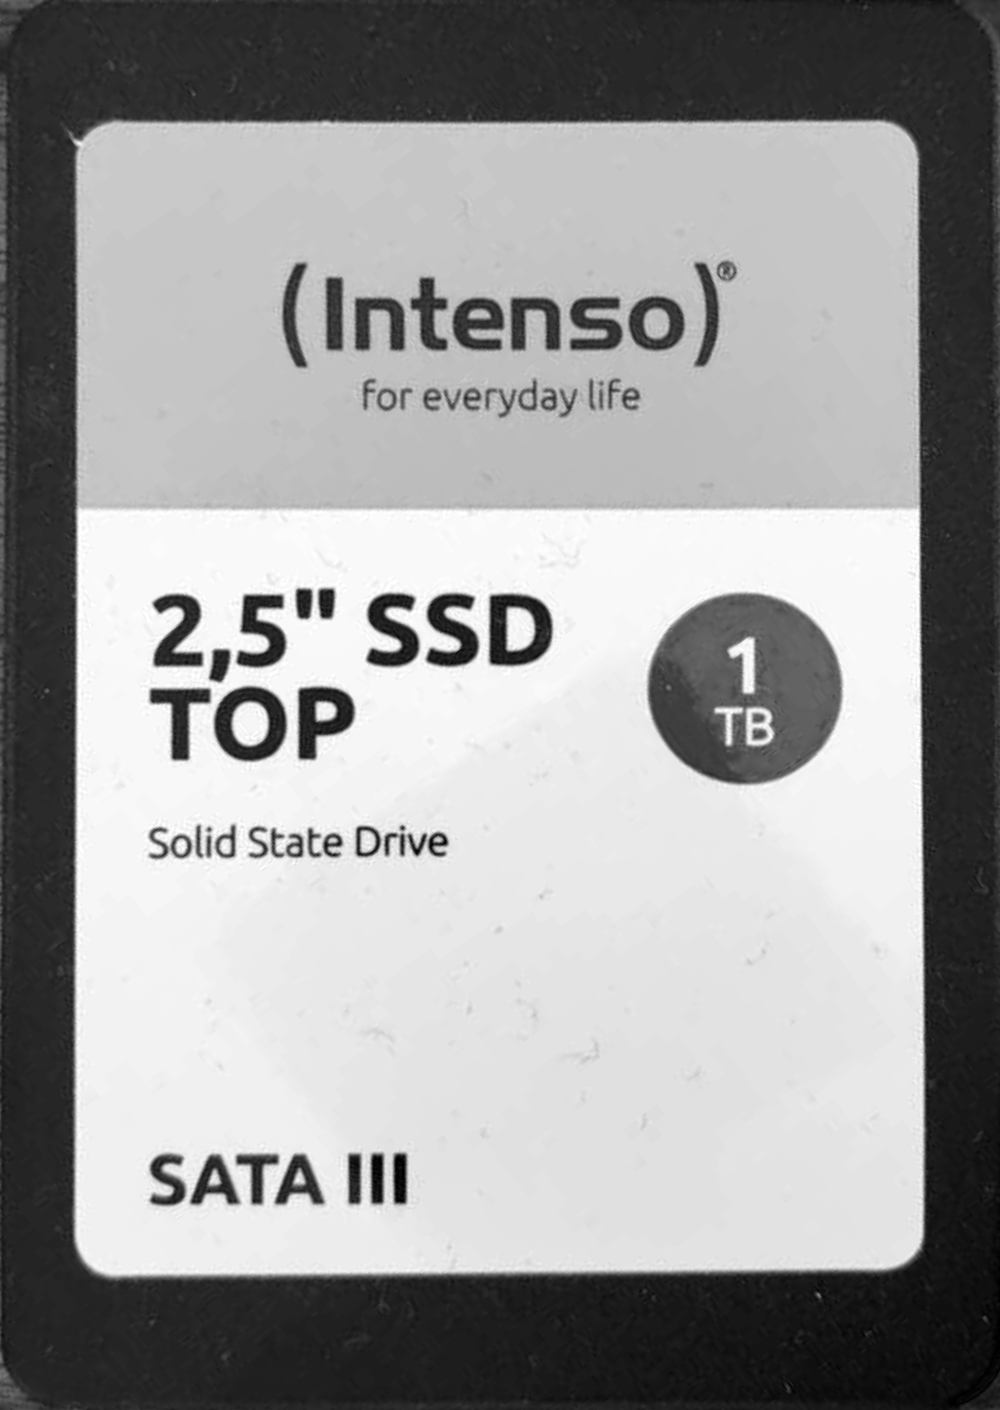 (Intenso)®
for everyday life
2,5" SSD
TOP
1
TB
Solid State Drive
SATA III